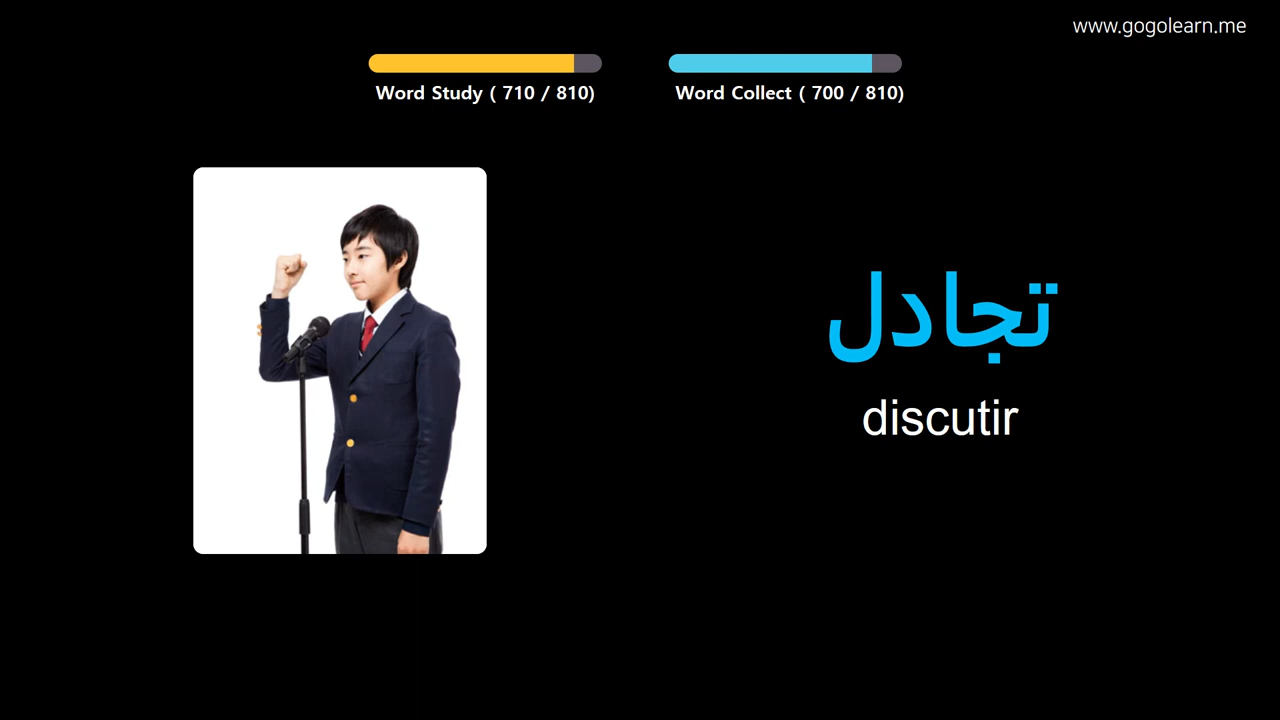 www.gogolearn.me
Word Study ( 710 / 810)
Word Collect ( 700 / 810)
تجادل
discutir